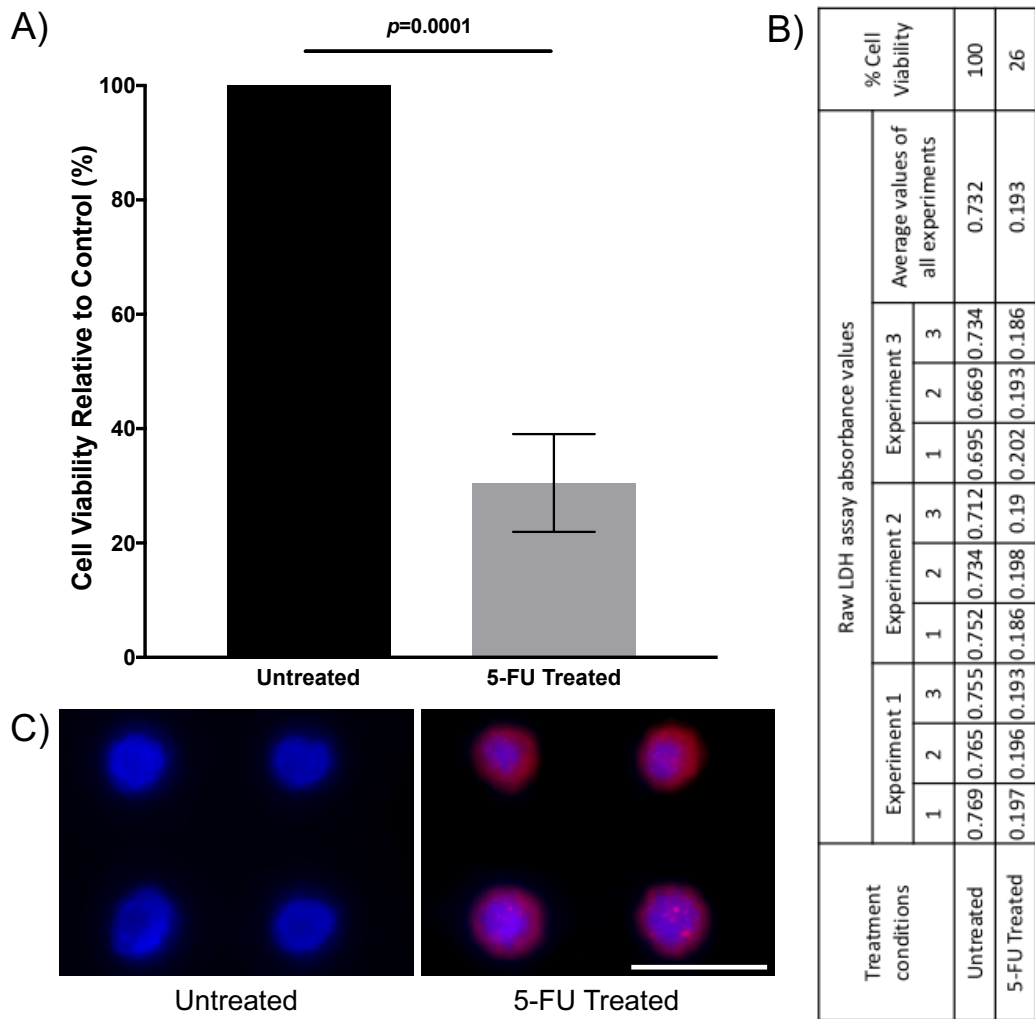 A)
p=0.0001
Cell Viability Relative to Control (%)
100
80
60
40
20
0
Untreated
5-FU Treated
B)
Treatment conditions
Raw LDH assay absorbance values
% Cell Viability
Experiment 1
Experiment 2
Experiment 3
Average values of all experiments
1 2 3 1 2 3 1 2 3
Untreated 0.769 0.765 0.755 0.752 0.734 0.712 0.695 0.669 0.734 0.732 100
5-FU Treated 0.197 0.196 0.193 0.186 0.198 0.19 0.202 0.193 0.186 0.193 26
C)
Untreated
5-FU Treated